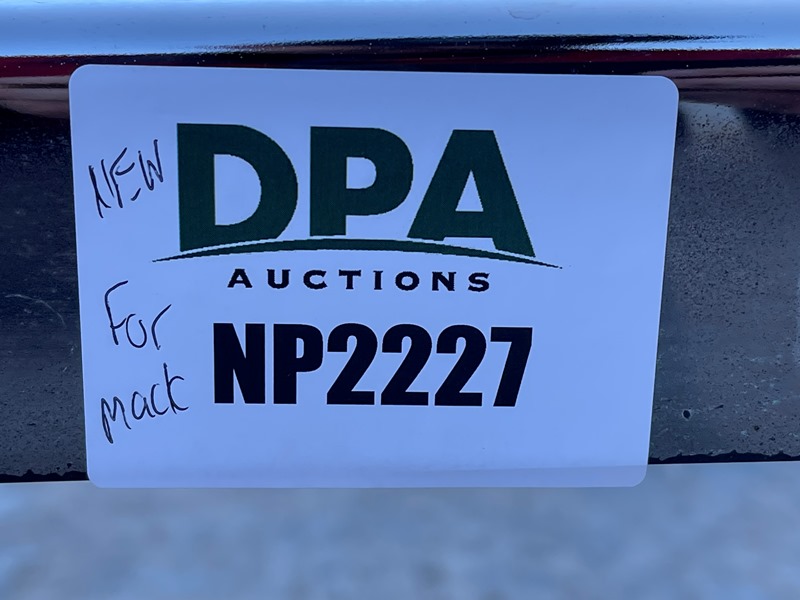 NEW
DPA
AUCTIONS
For
Mack
NP2227